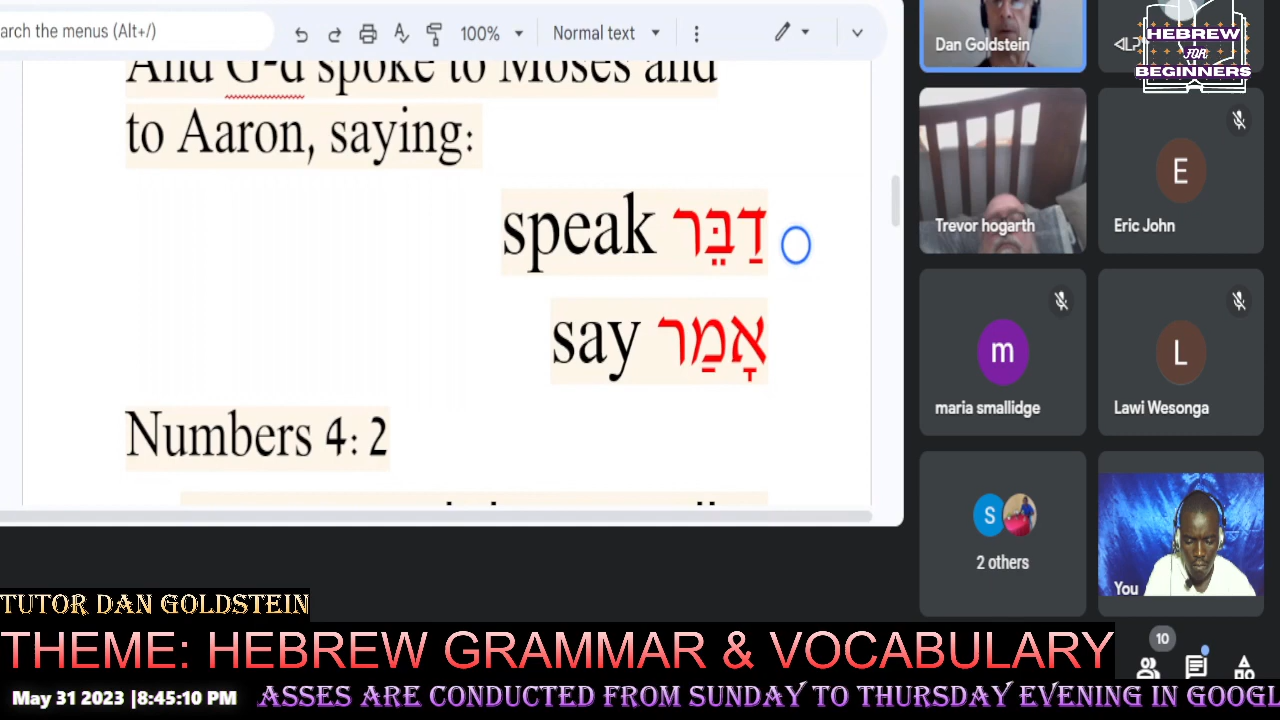 arch the menus (Alt+/)
100%
Normal text
And G-d spoke to Moses and
to Aaron, saying:
speak דַבֵּר
say אָמַר
Numbers 4: 2
Dan Goldstein
HEBREW
FOR
BEGINNERS
Trevor hogarth
E
Eric John
m
maria smallidge
L
Lawi Wesonga
S
2 others
You
10
TUTOR DAN GOLDSTEIN
THEME: HEBREW GRAMMAR & VOCABULARY
May 31 2023 |8:45:10 PM
ASSES ARE CONDUCTED FROM SUNDAY TO THURSDAY EVENING IN GOOGL